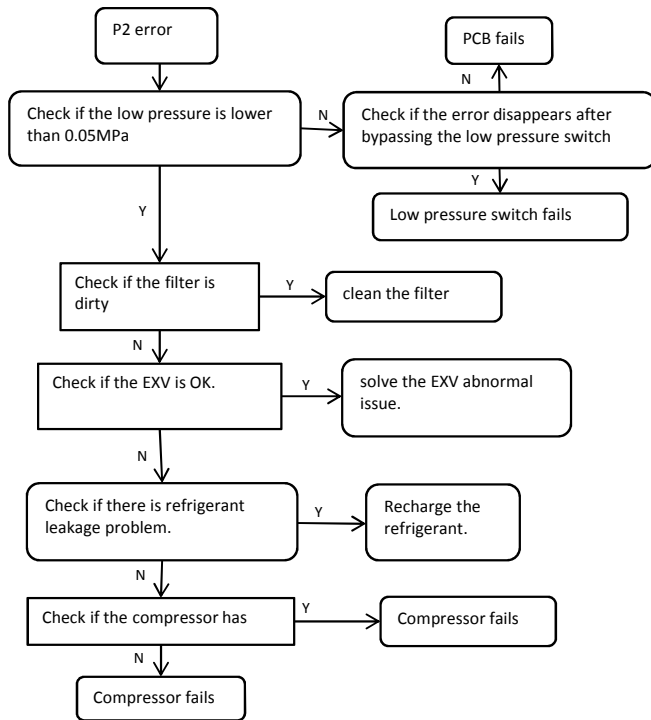 P2 error
PCB fails
N
Check if the low pressure is lower
than 0.05MPa
N
Check if the error disappears after
bypassing the low pressure switch
Y
Y
Low pressure switch fails
Check if the filter is
dirty
Y
clean the filter
N
Check if the EXV is OK.
Y
solve the EXV abnormal
issue.
N
Check if there is refrigerant
leakage problem.
Y
Recharge the
refrigerant.
N
Check if the compressor has
Y
Compressor fails
N
Compressor fails